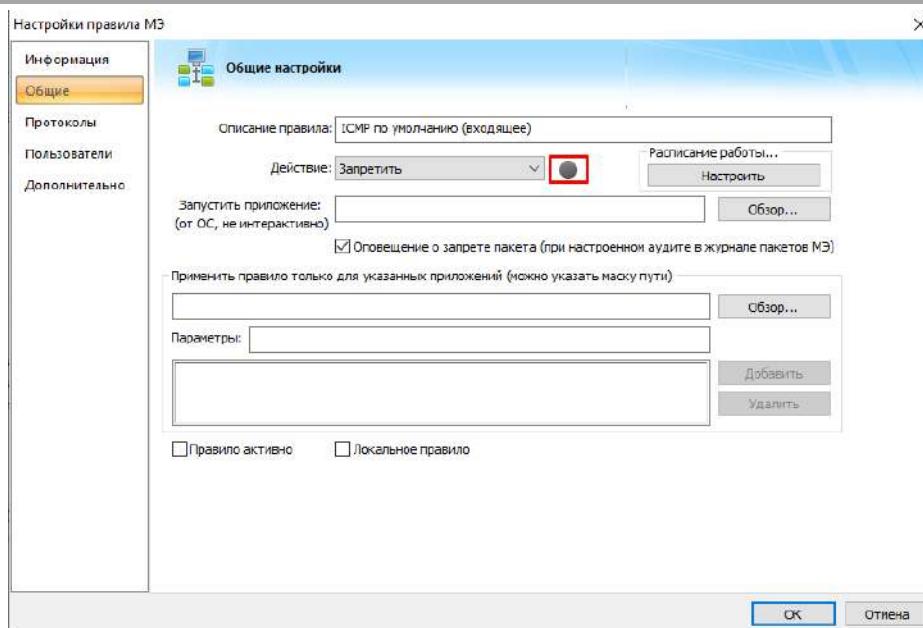 Настройки правила МЭ
Информация
Общие
Протоколы
Пользователи
Дополнительно
Общие настройки
Описание правила: ICMP по умолчанию (входящее)
Действие: Запретить
Расписание работы...
Настроить
Запустить приложение:
(от ОС, не интерактивно)
Обзор...
Оповещение о запрете пакета (при настроенном аудите в журнале пакетов МЭ)
Применить правило только для указанных приложений (можно указать маску пути)
Обзор...
Параметры:
Добавить
Удалить
Правило активно
Локальное правило
ОК
Отмена